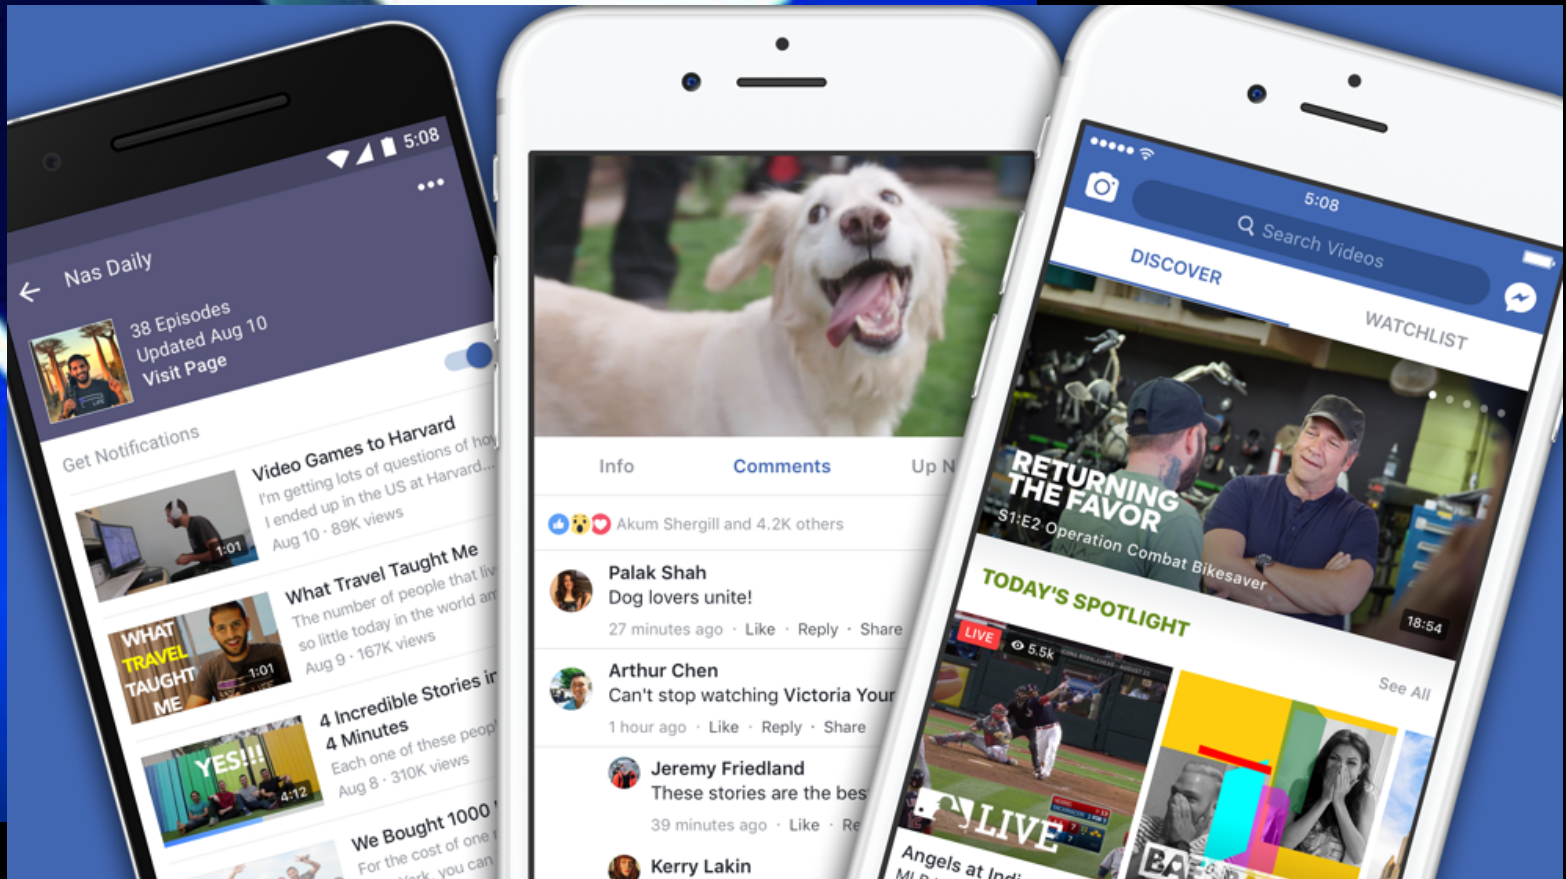 5:08
Nas Daily
38 Episodes
Updated Aug 10
Visit Page
Get Notifications
Video Games to Harvard
I'm getting lots of questions of
I ended up in the US at Harvard...
Aug 10 · 89K views
1:01
What Travel Taught Me
The number of people that
so little today in the world
Aug 9 · 167K views
WHAT
TRAVEL
TAUGHT
ME
1:01
4 Incredible Stories in
4 Minutes
Each one of these
Aug 8 · 310K views
YES!!!
4:12
We Bought 1000
For the cost of one
you can
Info
Comments
Up
Akum Shergill and 4.2K others
Palak Shah
Dog lovers unite!
27 minutes ago · Like · Reply · Share
Arthur Chen
Can't stop watching Victoria Your
1 hour ago · Like · Reply · Share
Jeremy Friedland
These stories are the
39 minutes ago · Like ·
Kerry Lakin
5:08
Search Videos
DISCOVER
WATCHLIST
RETURNING
THE FAVOR
S1:E2 Operation Combat Bikesaver
18:54
TODAY'S SPOTLIGHT
See All
LIVE
5.5k
LIVE
Angels at